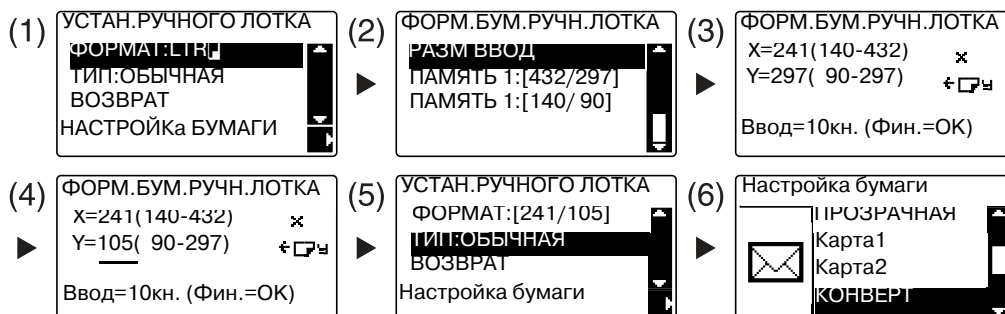 (1)
УСТАН.РУЧНОГО ЛОТКА
ФОРМАТ:LTR
ТИП:ОБЫЧНАЯ
ВОЗВРАТ
НАСТРОЙКа БУМАГИ
(2)
ФОРМ.БУМ.РУЧН.ЛОТКА
РАЗМ ВВОД
ПАМЯТЬ 1:[432/297]
ПАМЯТЬ 1:[140/ 90]
(3)
ФОРМ.БУМ.РУЧН.ЛОТКА
X=241(140-432)
x
Y=297( 90-297)
y
Ввод=10кн. (Фин.=OK)
(4)
ФОРМ.БУМ.РУЧН.ЛОТКА
X=241(140-432)
x
Y=105( 90-297)
y
Ввод=10кн. (Фин.=OK)
(5)
УСТАН.РУЧНОГО ЛОТКА
ФОРМАТ:[241/105]
ТИП:ОБЫЧНАЯ
ВОЗВРАТ
Настройка бумаги
(6)
Настройка бумаги
ПРОЗРАЧНАЯ
Карта1
Карта2
КОНВЕРТ